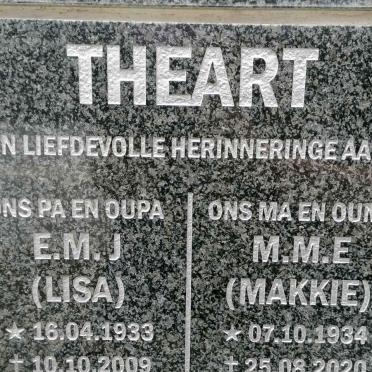 THEART
N LIEFDEVOLLE HERINNERINGE AA
NS PA EN OUPA
E.M.J
(LISA)
★ 16.04.1933
† 10.10.2009
ONS MA EN OUM
M.M.E
(MAKKIE)
★ 07.10.1934
† 25.08.2020